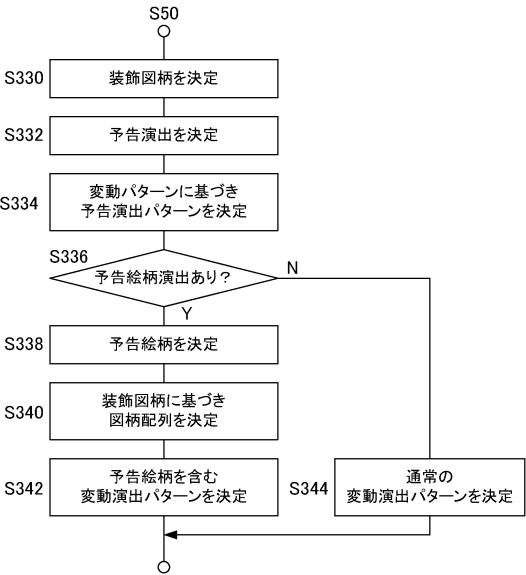 S50
S330
装飾図柄を決定
S332
予告演出を決定
S334
変動パターンに基づき
予告演出パターンを決定
S336
予告絵柄演出あり？
N
Y
S338
予告絵柄を決定
S340
装飾図柄に基づき
図柄配列を決定
S342
予告絵柄を含む
変動演出パターンを決定
S344
通常の
変動演出パターンを決定